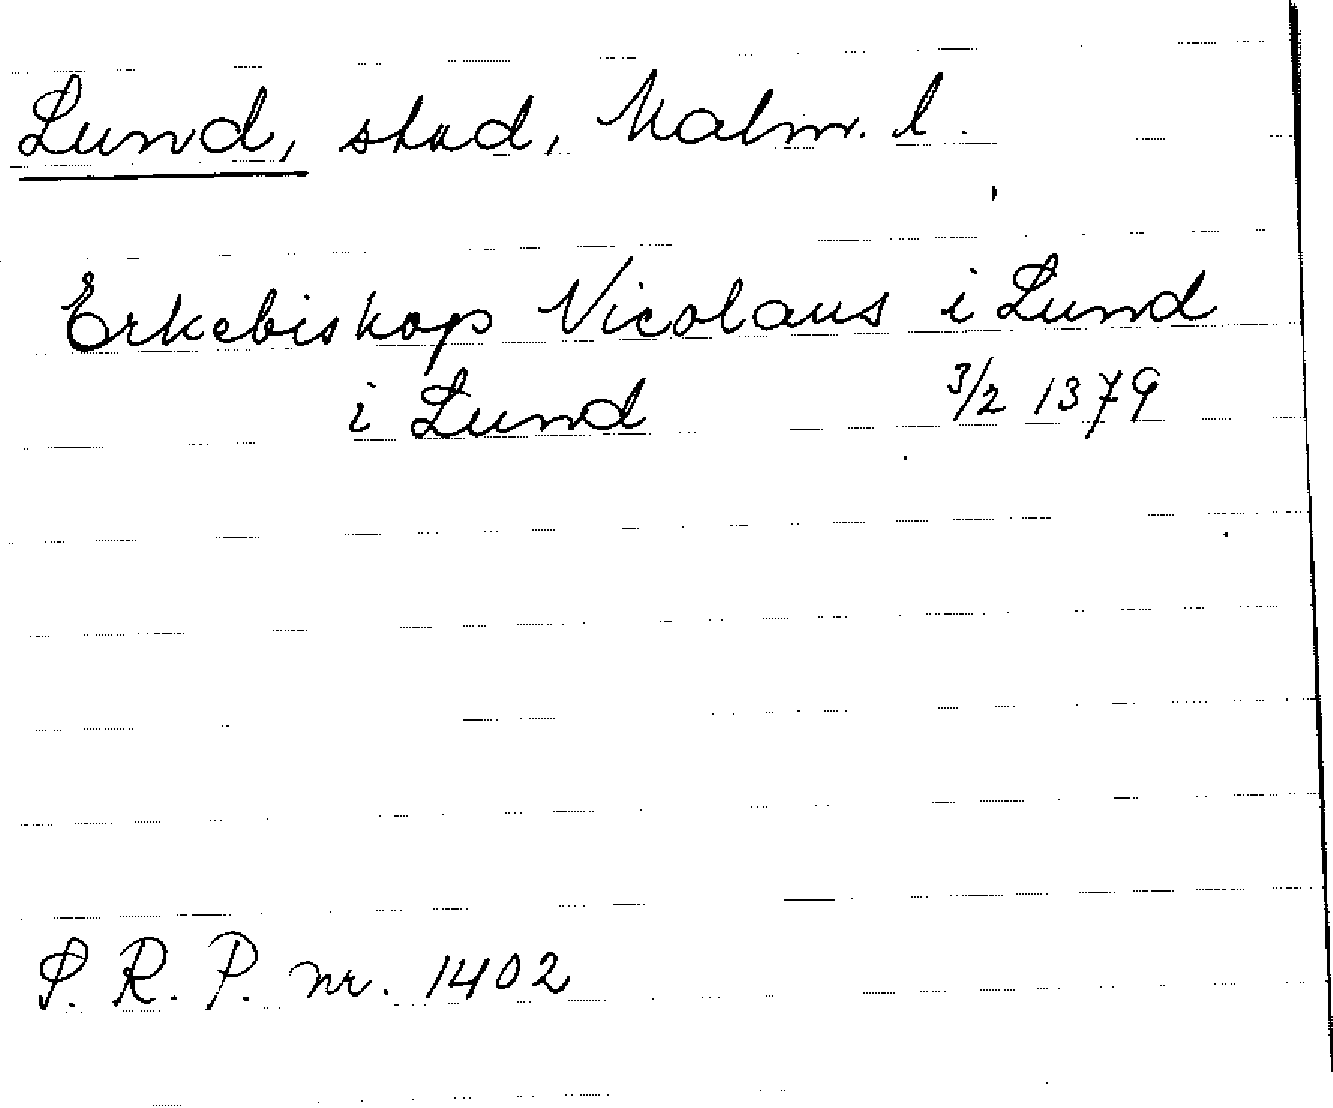 Lund, stad, Malm. l.
Erkebiskop Nicolaus i Lund
i Lund 3/2 1379
S. R. P. nr. 1402